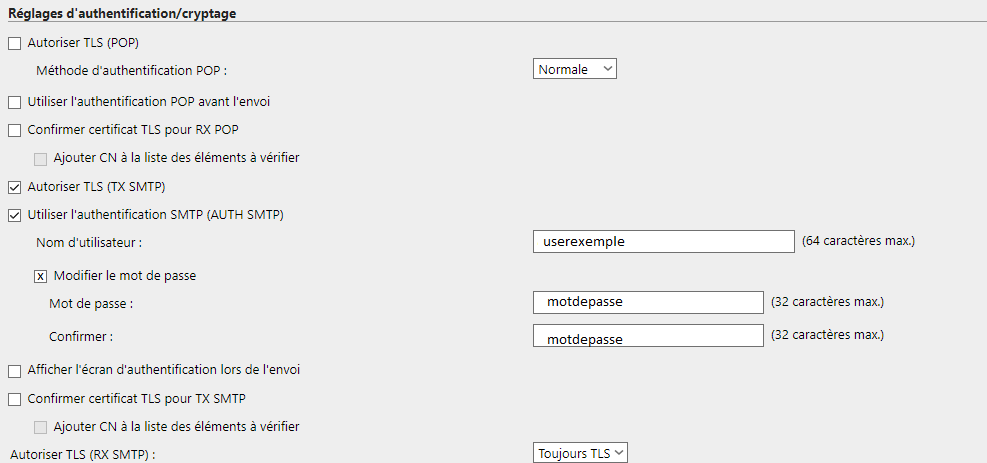 Réglages d'authentification/cryptage
Autoriser TLS (POP)
Méthode d'authentification POP : Normale
Utiliser l'authentification POP avant l'envoi
Confirmer certificat TLS pour RX POP
Ajouter CN à la liste des éléments à vérifier
Autoriser TLS (TX SMTP)
Utiliser l'authentification SMTP (AUTH SMTP)
Nom d'utilisateur : userexemple (64 caractères max.)
Modifier le mot de passe
Mot de passe : motdepasse (32 caractères max.)
Confirmer : motdepasse (32 caractères max.)
Afficher l'écran d'authentification lors de l'envoi
Confirmer certificat TLS pour TX SMTP
Ajouter CN à la liste des éléments à vérifier
Autoriser TLS (RX SMTP) : Toujours TLS